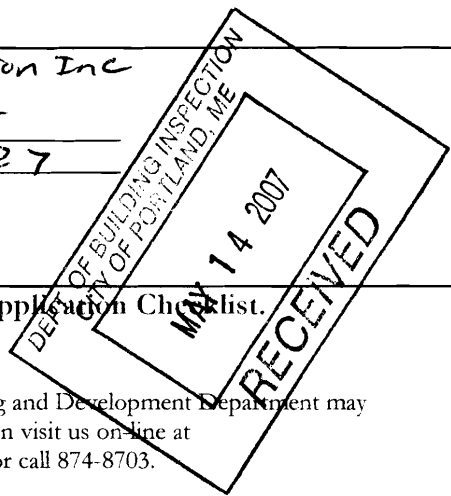 on Inc
27
DEPT. OF BUILDING INSPECTION
CITY OF PORTLAND, ME
MAY 14 2007
RECEIVED
Application Checklist.
g and Development Department may
n visit us on-line at
or call 874-8703.